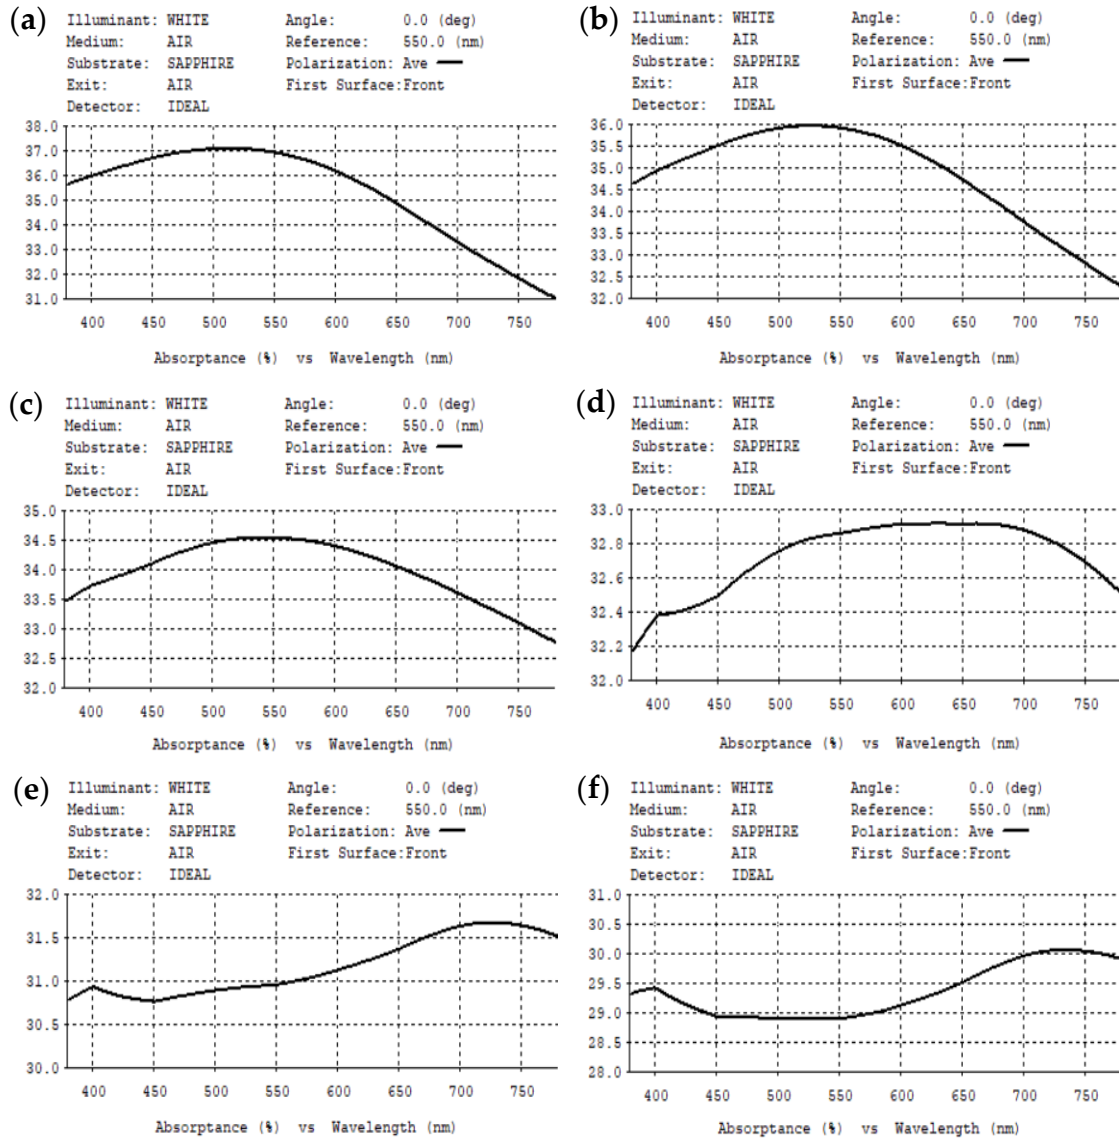 (a) Illuminant: WHITE Angle: 0.0 (deg)
Medium: AIR Reference: 550.0 (nm)
Substrate: SAPPHIRE Polarization: Ave
Exit: AIR First Surface:Front
Detector: IDEAL
38.0
37.0
36.0
35.0
34.0
33.0
32.0
31.0
400 450 500 550 600 650 700 750
Absorptance (%) vs Wavelength (nm)
(b) Illuminant: WHITE Angle: 0.0 (deg)
Medium: AIR Reference: 550.0 (nm)
Substrate: SAPPHIRE Polarization: Ave
Exit: AIR First Surface:Front
Detector: IDEAL
36.0
35.5
35.0
34.5
34.0
33.5
33.0
32.5
32.0
400 450 500 550 600 650 700 750
Absorptance (%) vs Wavelength (nm)
(c) Illuminant: WHITE Angle: 0.0 (deg)
Medium: AIR Reference: 550.0 (nm)
Substrate: SAPPHIRE Polarization: Ave
Exit: AIR First Surface:Front
Detector: IDEAL
35.0
34.5
34.0
33.5
33.0
32.5
32.0
400 450 500 550 600 650 700 750
Absorptance (%) vs Wavelength (nm)
(d) Illuminant: WHITE Angle: 0.0 (deg)
Medium: AIR Reference: 550.0 (nm)
Substrate: SAPPHIRE Polarization: Ave
Exit: AIR First Surface:Front
Detector: IDEAL
33.0
32.8
32.6
32.4
32.2
32.0
400 450 500 550 600 650 700 750
Absorptance (%) vs Wavelength (nm)
(e) Illuminant: WHITE Angle: 0.0 (deg)
Medium: AIR Reference: 550.0 (nm)
Substrate: SAPPHIRE Polarization: Ave
Exit: AIR First Surface:Front
Detector: IDEAL
32.0
31.5
31.0
30.5
30.0
400 450 500 550 600 650 700 750
Absorptance (%) vs Wavelength (nm)
(f) Illuminant: WHITE Angle: 0.0 (deg)
Medium: AIR Reference: 550.0 (nm)
Substrate: SAPPHIRE Polarization: Ave
Exit: AIR First Surface:Front
Detector: IDEAL
31.0
30.5
30.0
29.5
29.0
28.5
28.0
400 450 500 550 600 650 700 750
Absorptance (%) vs Wavelength (nm)